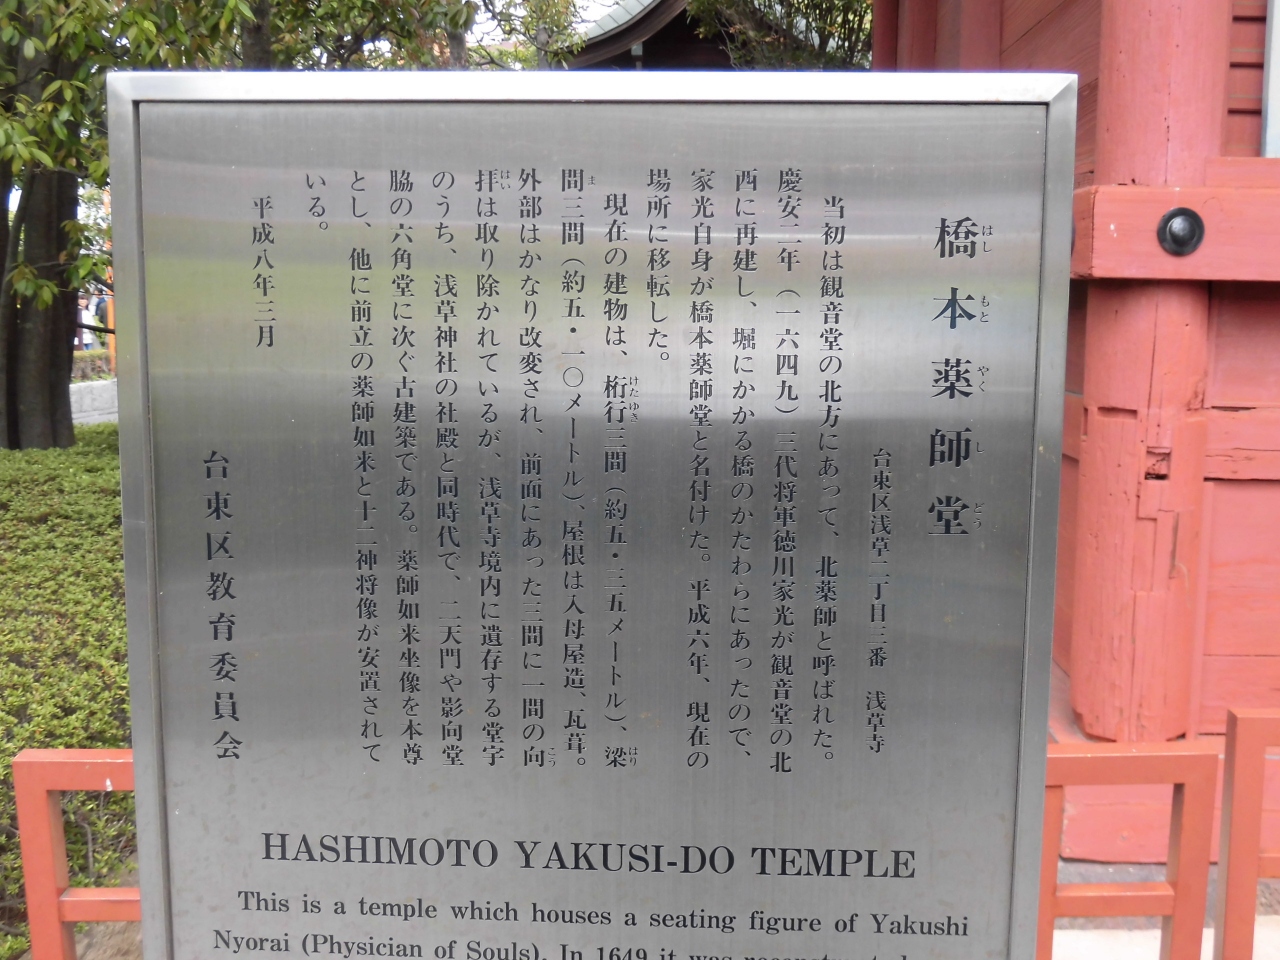 橋本薬師堂
台東区浅草二丁目三番 浅草寺
当初は観音堂の北方にあって、北薬師と呼ばれた。
慶安二年（一六四九）三代将軍徳川家光が観音堂の北
西に再建し、堀にかかる橋のかたわらにあったので、
家光自身が橋本薬師堂と名付けた。平成六年、現在の
場所に移転した。
現在の建物は、桁行三間（約五・二五メートル）、梁
間三間（約五・一〇メートル）、屋根は入母屋造、瓦葺。
外部はかなり改変され、前面にあった三間に一間の向
拝は取り除かれているが、浅草寺境内に遺存する堂宇
のうち、浅草神社の社殿と同時代で、二天門や影向堂
脇の六角堂に次ぐ古建築である。薬師如来坐像を本尊
とし、他に前立の薬師如来と十二神将像が安置されて
いる。
平成八年三月
台東区教育委員会
HASHIMOTO YAKUSI-DO TEMPLE
This is a temple which houses a seating figure of Yakushi
Nyorai (Physician of Souls). In 1649 it was reconstructed